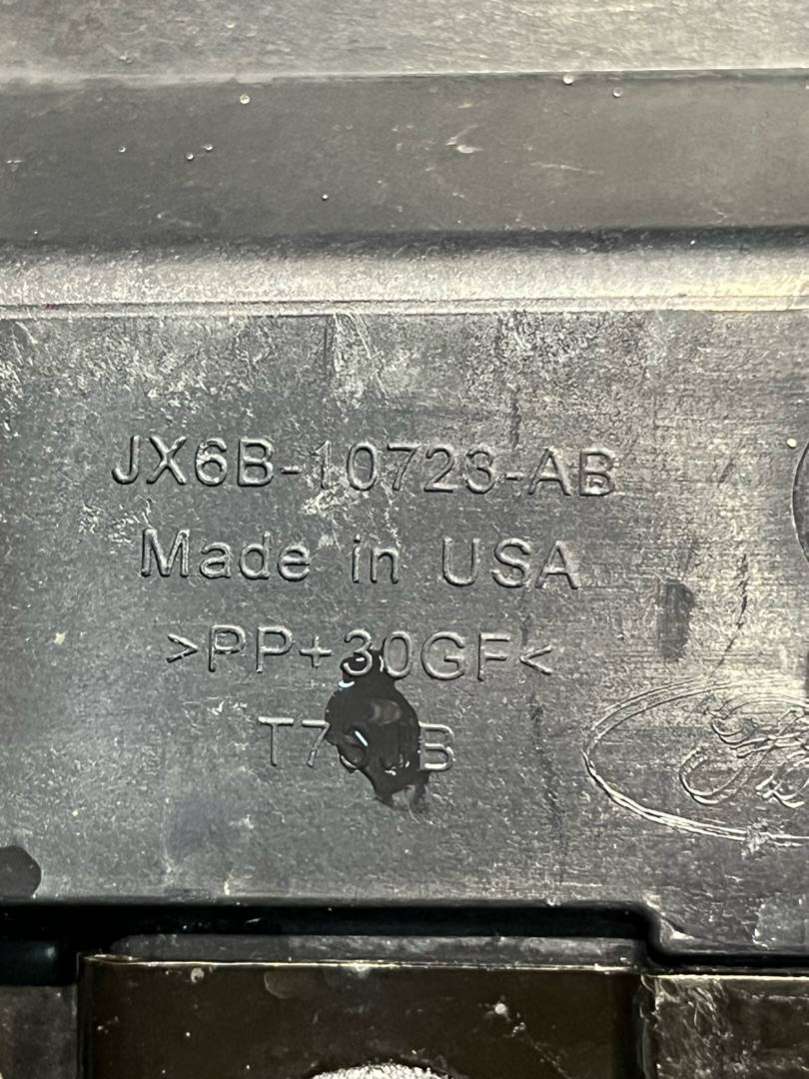 JX6B-10723-AB
Made in USA
>PP+30GF<